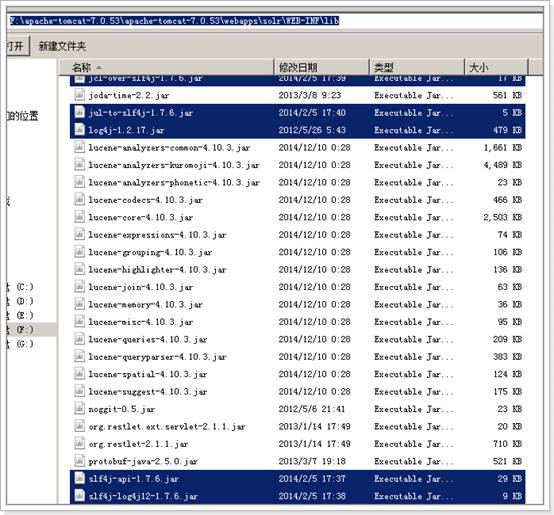 F:\apache-tomcat-7.0.53\apache-tomcat-7.0.53\webapps\solr\WEB-INF\lib
打开 新建文件夹
名称 修改日期 类型 大小
jcl-over-slf4j-1.7.6.jar 2014/2/5 17:39 Executable Jar... 17 KB
joda-time-2.2.jar 2013/3/8 9:23 Executable Jar... 561 KB
jul-to-slf4j-1.7.6.jar 2014/2/5 17:40 Executable Jar... 5 KB
log4j-1.2.17.jar 2012/5/26 5:43 Executable Jar... 479 KB
lucene-analyzers-common-4.10.3.jar 2014/12/10 0:28 Executable Jar... 1,661 KB
lucene-analyzers-kuromoji-4.10.3.jar 2014/12/10 0:28 Executable Jar... 4,489 KB
lucene-analyzers-phonetic-4.10.3.jar 2014/12/10 0:28 Executable Jar... 23 KB
lucene-codecs-4.10.3.jar 2014/12/10 0:28 Executable Jar... 466 KB
lucene-core-4.10.3.jar 2014/12/10 0:28 Executable Jar... 2,503 KB
lucene-expressions-4.10.3.jar 2014/12/10 0:28 Executable Jar... 74 KB
lucene-grouping-4.10.3.jar 2014/12/10 0:28 Executable Jar... 106 KB
lucene-highlighter-4.10.3.jar 2014/12/10 0:28 Executable Jar... 136 KB
lucene-join-4.10.3.jar 2014/12/10 0:28 Executable Jar... 63 KB
lucene-memory-4.10.3.jar 2014/12/10 0:28 Executable Jar... 36 KB
lucene-misc-4.10.3.jar 2014/12/10 0:28 Executable Jar... 95 KB
lucene-queries-4.10.3.jar 2014/12/10 0:28 Executable Jar... 209 KB
lucene-queryparser-4.10.3.jar 2014/12/10 0:28 Executable Jar... 383 KB
lucene-spatial-4.10.3.jar 2014/12/10 0:28 Executable Jar... 124 KB
lucene-suggest-4.10.3.jar 2014/12/10 0:28 Executable Jar... 175 KB
noggit-0.5.jar 2012/5/6 21:41 Executable Jar... 23 KB
org.restlet.ext.servlet-2.1.1.jar 2013/1/14 17:49 Executable Jar... 20 KB
org.restlet-2.1.1.jar 2013/1/14 17:49 Executable Jar... 710 KB
protobuf-java-2.5.0.jar 2013/3/7 19:18 Executable Jar... 521 KB
slf4j-api-1.7.6.jar 2014/2/5 17:37 Executable Jar... 29 KB
slf4j-log4j12-1.7.6.jar 2014/2/5 17:38 Executable Jar... 9 KB
的位置
(C:)
(D:)
(E:)
(F:)
(G:)